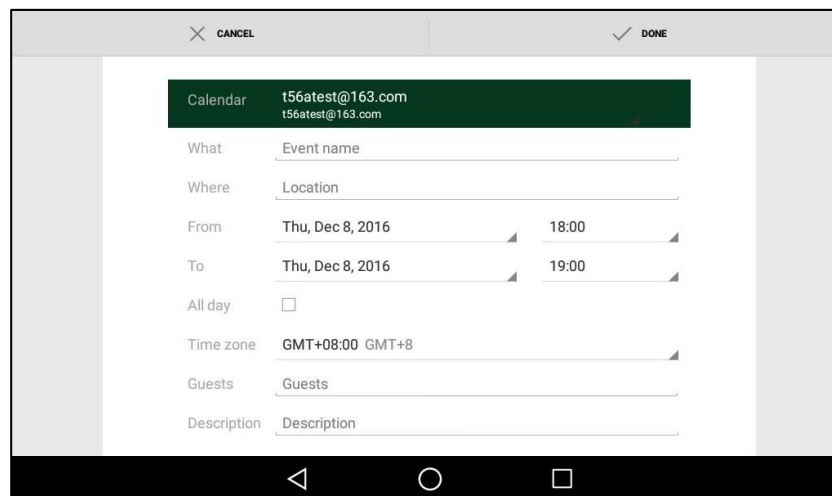 CANCEL DONE
Calendar t56atest@163.com
t56atest@163.com
What Event name
Where Location
From Thu, Dec 8, 2016 18:00
To Thu, Dec 8, 2016 19:00
All day
Time zone GMT+08:00 GMT+8
Guests Guests
Description Description